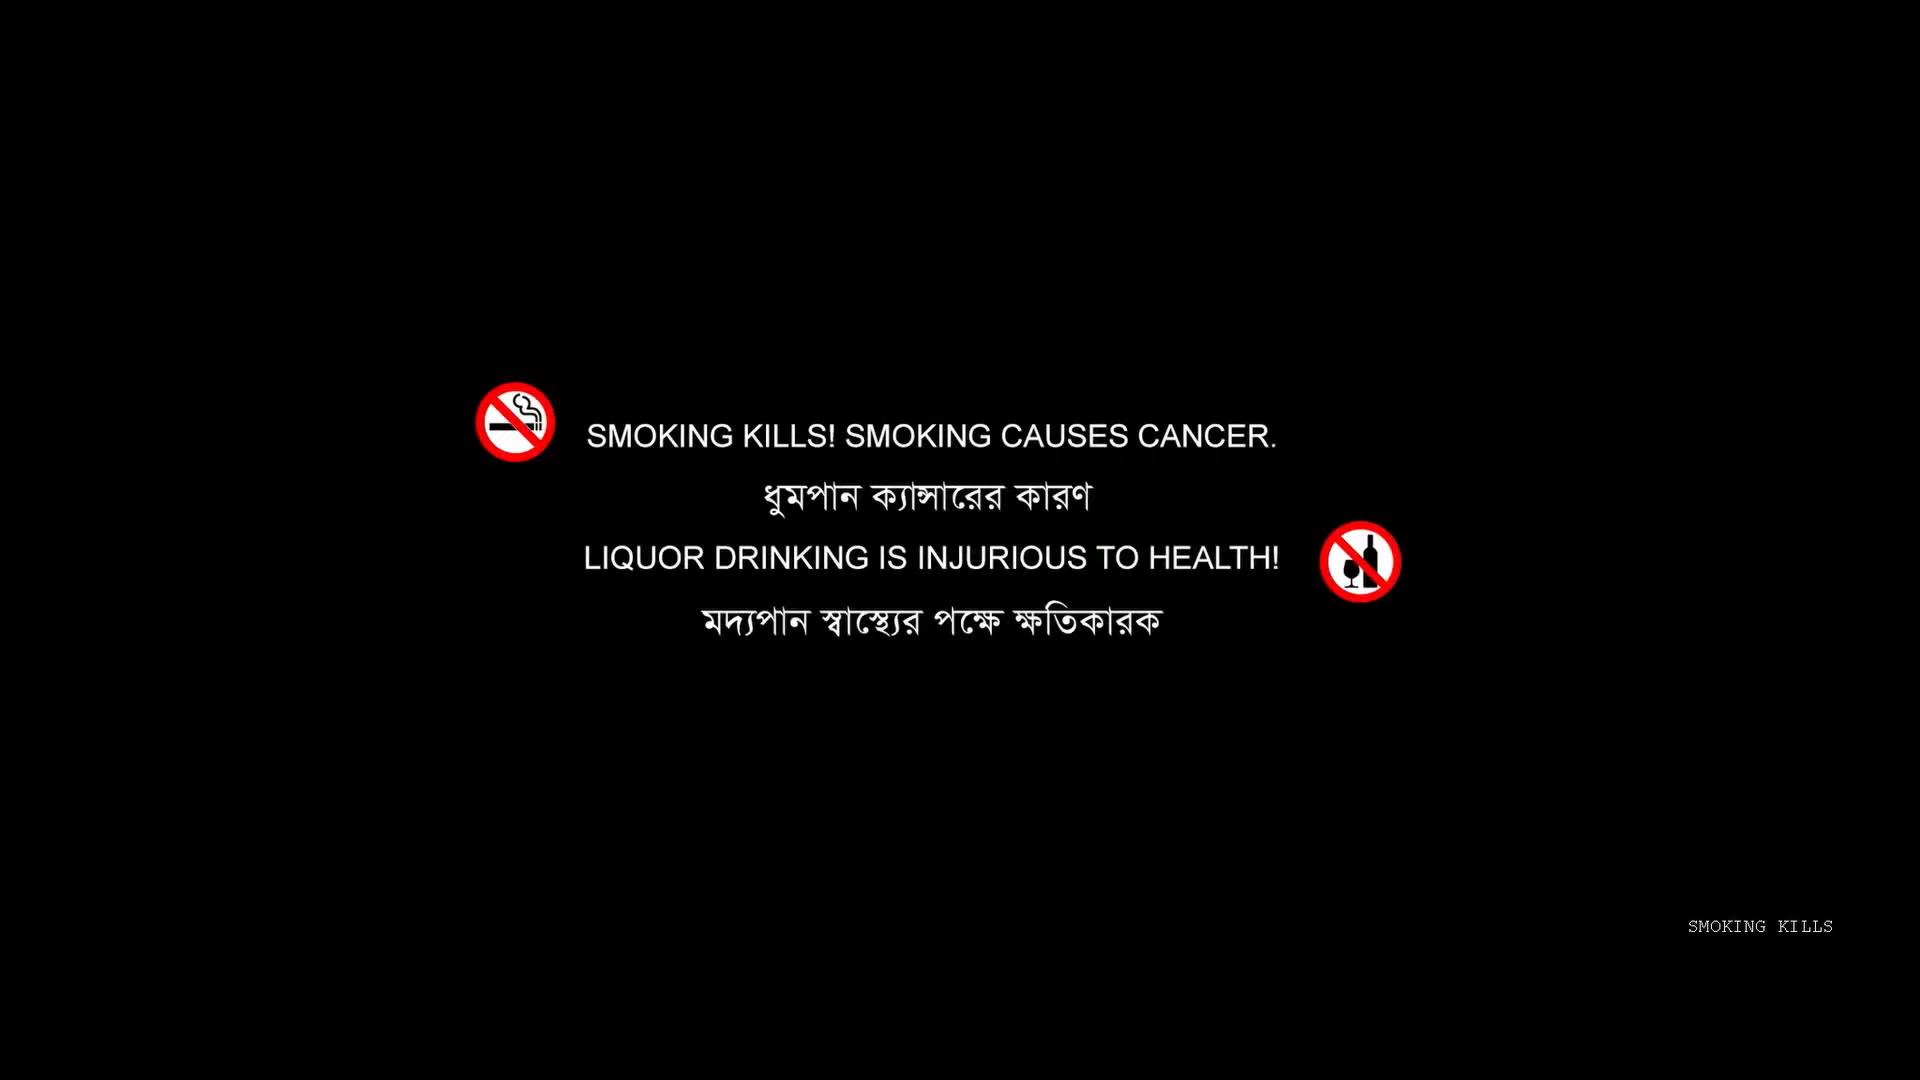 SMOKING KILLS! SMOKING CAUSES CANCER.
ধুমপান ক্যান্সারের কারণ
LIQUOR DRINKING IS INJURIOUS TO HEALTH!
মদ্যপান স্বাস্থ্যের পক্ষে ক্ষতিকারক
SMOKING KILLS